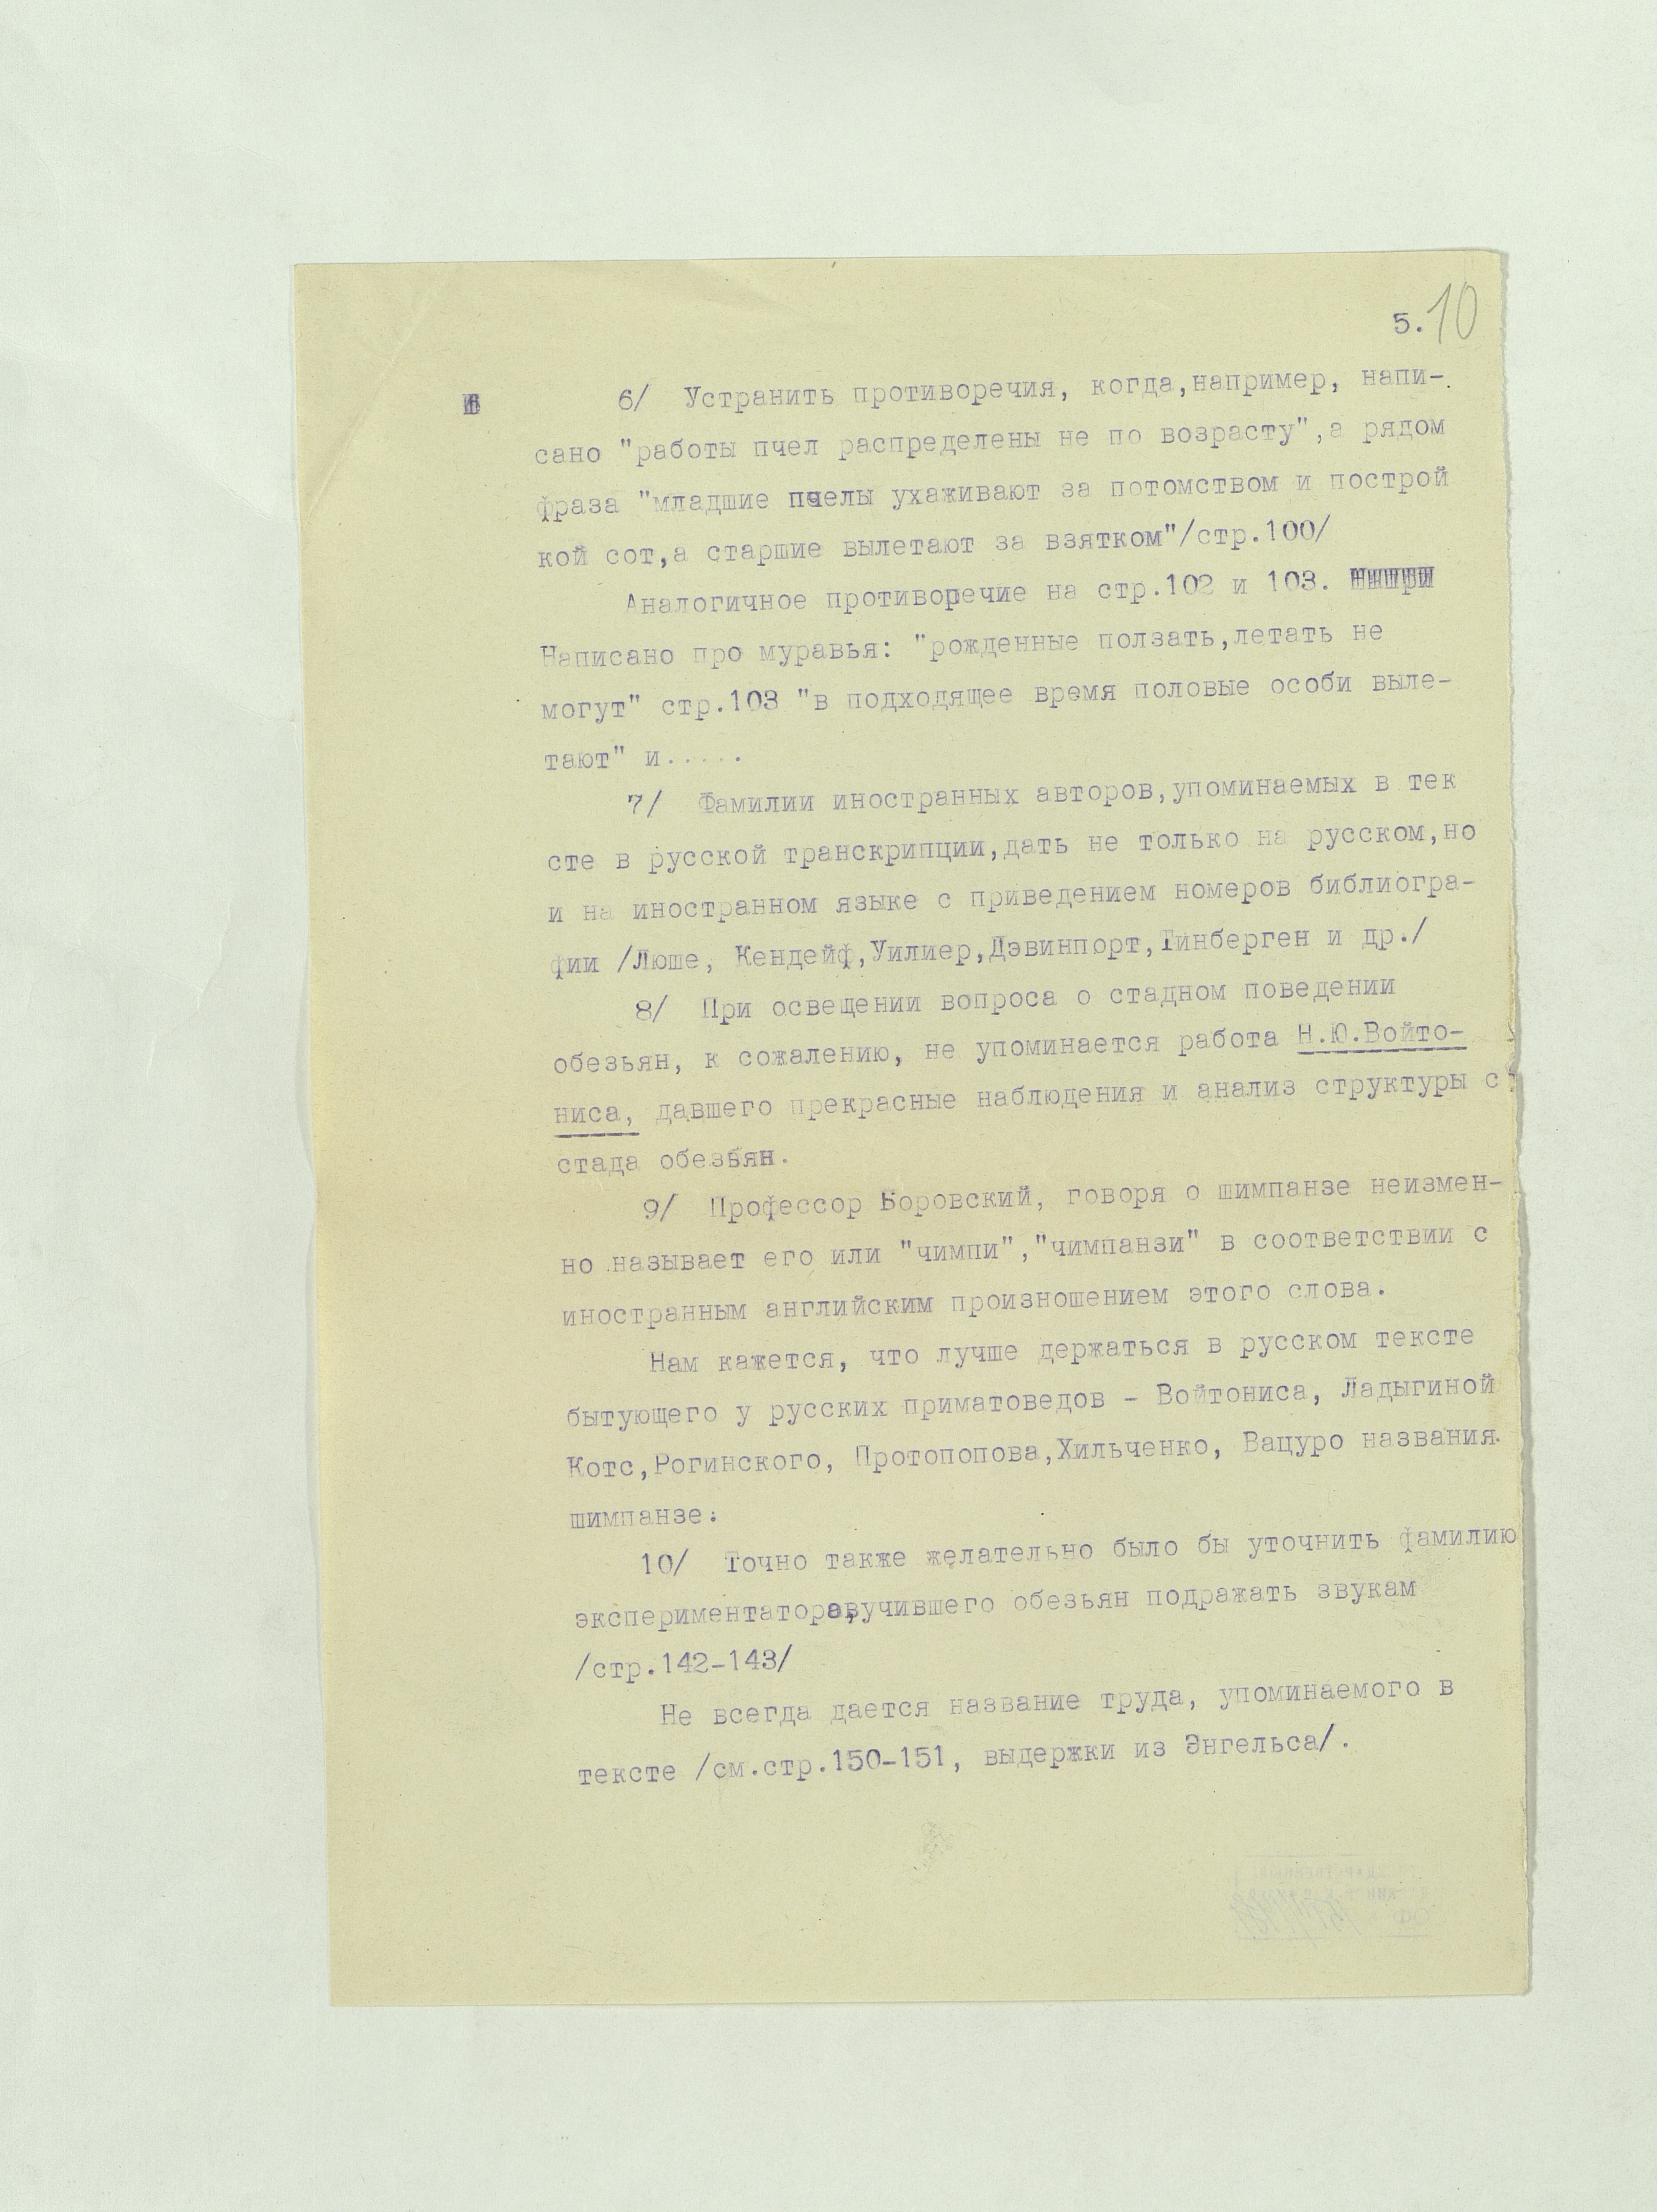 5. 10
6/ Устранить противоречия, когда,например, напи-
сано "работы пчел распределены не по возрасту",а рядом
фраза "младшие пчелы ухаживают за потомством и построй
кой сот,а старшие вылетают за взятком"/стр.100/
Аналогичное противоречие на стр.102 и 103.
Написано про муравья: "рожденные ползать,летать не
могут" стр.103 "в подходящее время половые особи выле-
тают" и.....
7/ Фамилии иностранных авторов,упоминаемых в тек
сте в русской транскрипции,дать не только на русском,но
и на иностранном языке с приведением номеров библиогра-
фии /Люше, Кендейф,Уилиер,Дэвинпорт,Тинберген и др./
8/ При освещении вопроса о стадном поведении
обезьян, к сожалению, не упоминается работа Н.Ю.Войто-
ниса, давшего прекрасные наблюдения и анализ структуры с
стада обезьян.
9/ Профессор Боровский, говоря о шимпанзе неизмен-
но называет его или "чимпи","чимпанзи" в соответствии с
иностранным английским произношением этого слова.
Нам кажется, что лучше держаться в русском тексте
бытующего у русских приматоведов - Войтониса, Ладыгиной
Котс,Рогинского, Протопопова,Хильченко, Вацуро названия
шимпанзе.
10/ Точно также желательно было бы уточнить фамилию
экспериментатора,учившего обезьян подражать звукам
/стр.142-143/
Не всегда дается название труда, упоминаемого в
тексте /см.стр.150-151, выдержки из Энгельса/.